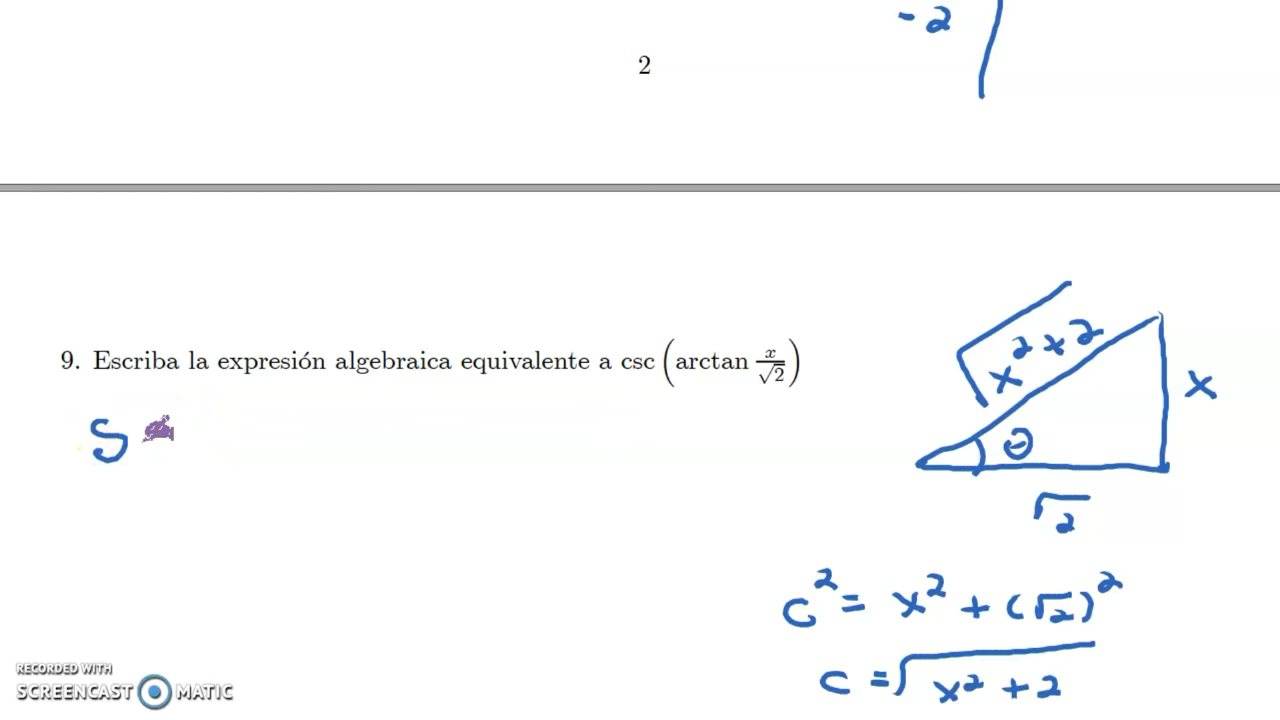 - 2
2
9. Escriba la expresión algebraica equivalente a csc (arctan x/√2)
S
√x² x 2
x
θ
√2
c² = x² + (√2)²
c = √x² + 2
RECORDED WITH
SCREENCAST MATIC